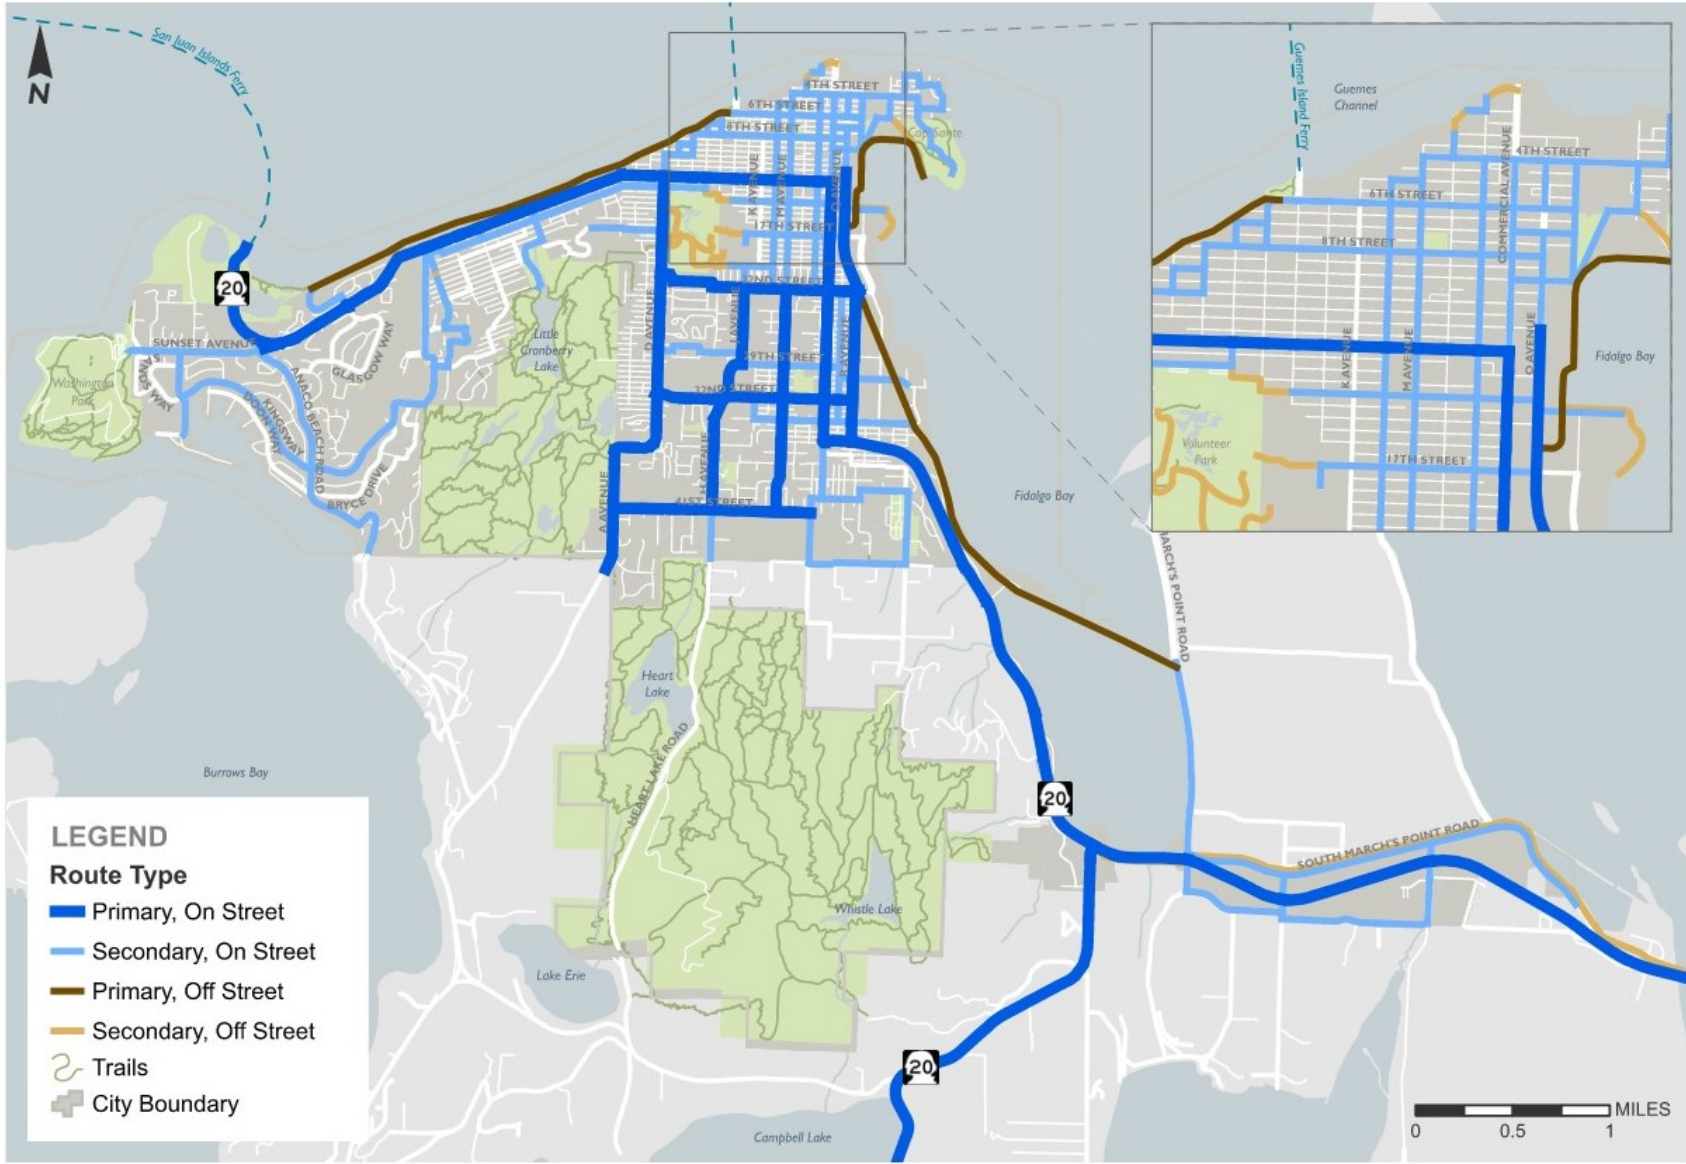 San Juan Islands Ferry
N
20
4TH STREET
6TH STREET
8TH STREET
Cap Sante
K AVENUE
M AVENUE
Q AVENUE
17TH STREET
22ND STREET
D AVENUE
J AVENUE
R AVENUE
29TH STREET
32ND STREET
H AVENUE
A AVENUE
41ST STREET
Little
Cranberry
Lake
SUNSET AVENUE
GLASGOW WAY
Washington
Park
ANACO BEACH ROAD
KINGSWAY
DOON WAY
BRYCE DRIVE
Fidalgo Bay
MARCH'S POINT ROAD
Heart
Lake
HEART LAKE ROAD
Burrows Bay
20
SOUTH MARCH'S POINT ROAD
Whistle Lake
Lake Erie
20
Campbell Lake
Guemes Island Ferry
Guemes
Channel
COMMERCIAL AVENUE
4TH STREET
6TH STREET
8TH STREET
K AVENUE
M AVENUE
Q AVENUE
Fidalgo Bay
Volunteer
Park
17TH STREET
LEGEND
Route Type
Primary, On Street
Secondary, On Street
Primary, Off Street
Secondary, Off Street
Trails
City Boundary
MILES
0 0.5 1